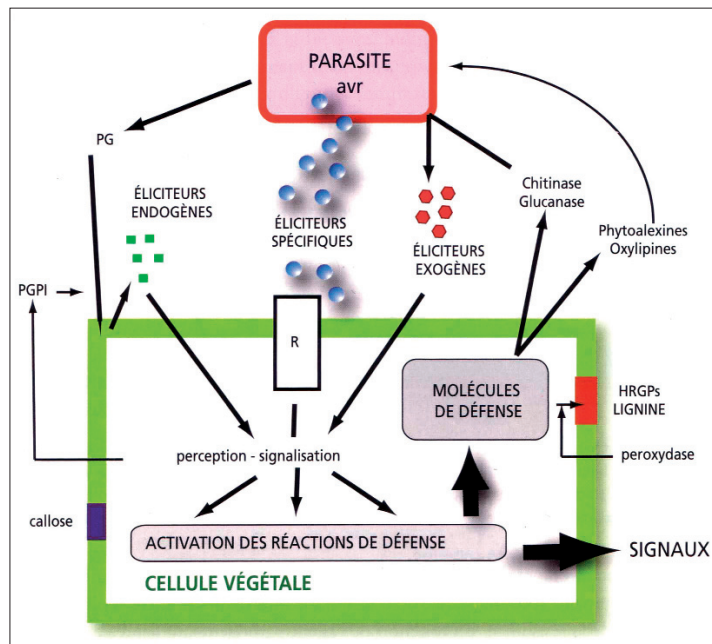 PARASITE
avr
PG
ÉLICITEURS
ENDOGÈNES
ÉLICITEURS
SPÉCIFIQUES
ÉLICITEURS
EXOGÈNES
Chitinase
Glucanase
Phytoalexines
Oxylipines
PGPI
R
MOLÉCULES
DE DÉFENSE
HRGPs
LIGNINE
perception - signalisation
peroxydase
callose
ACTIVATION DES RÉACTIONS DE DÉFENSE
SIGNAUX
CELLULE VÉGÉTALE